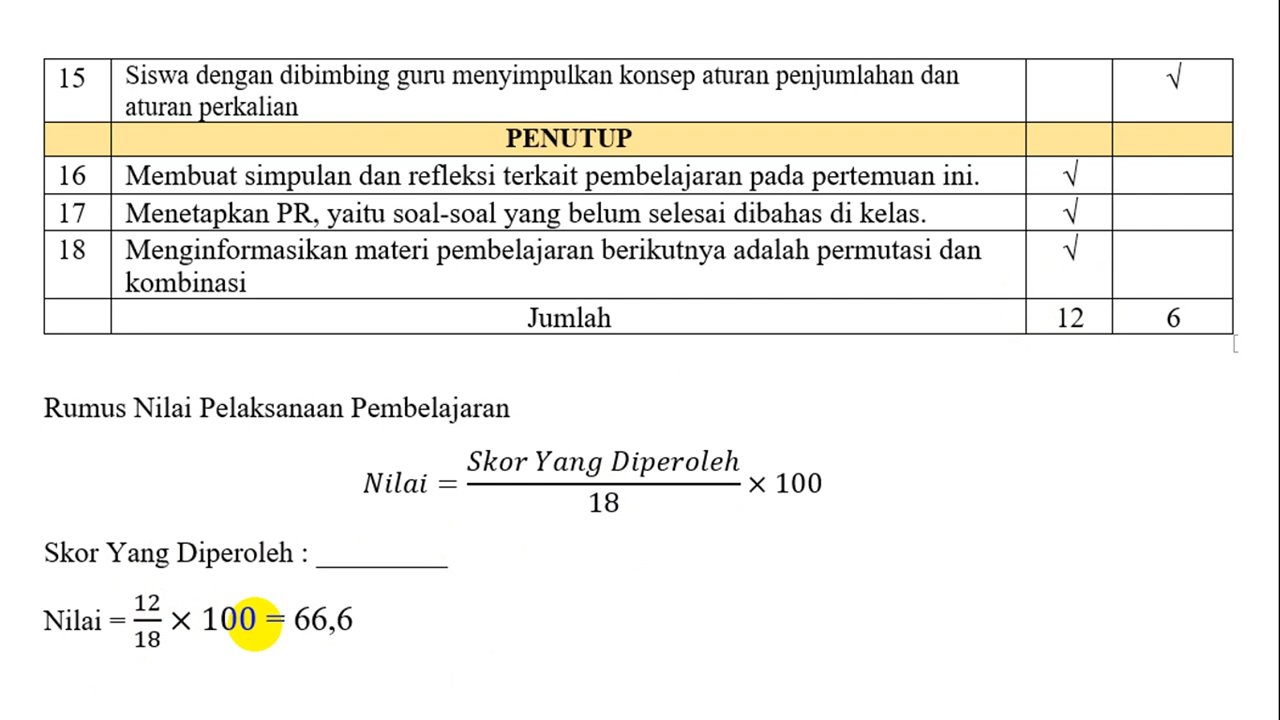 15 Siswa dengan dibimbing guru menyimpulkan konsep aturan penjumlahan dan √
aturan perkalian
PENUTUP
16 Membuat simpulan dan refleksi terkait pembelajaran pada pertemuan ini. √
17 Menetapkan PR, yaitu soal-soal yang belum selesai dibahas di kelas. √
18 Menginformasikan materi pembelajaran berikutnya adalah permutasi dan √
kombinasi
Jumlah 12 6
Rumus Nilai Pelaksanaan Pembelajaran
Nilai = Skor Yang Diperoleh / 18 × 100
Skor Yang Diperoleh : _________
Nilai = 12/18 × 100 = 66,6